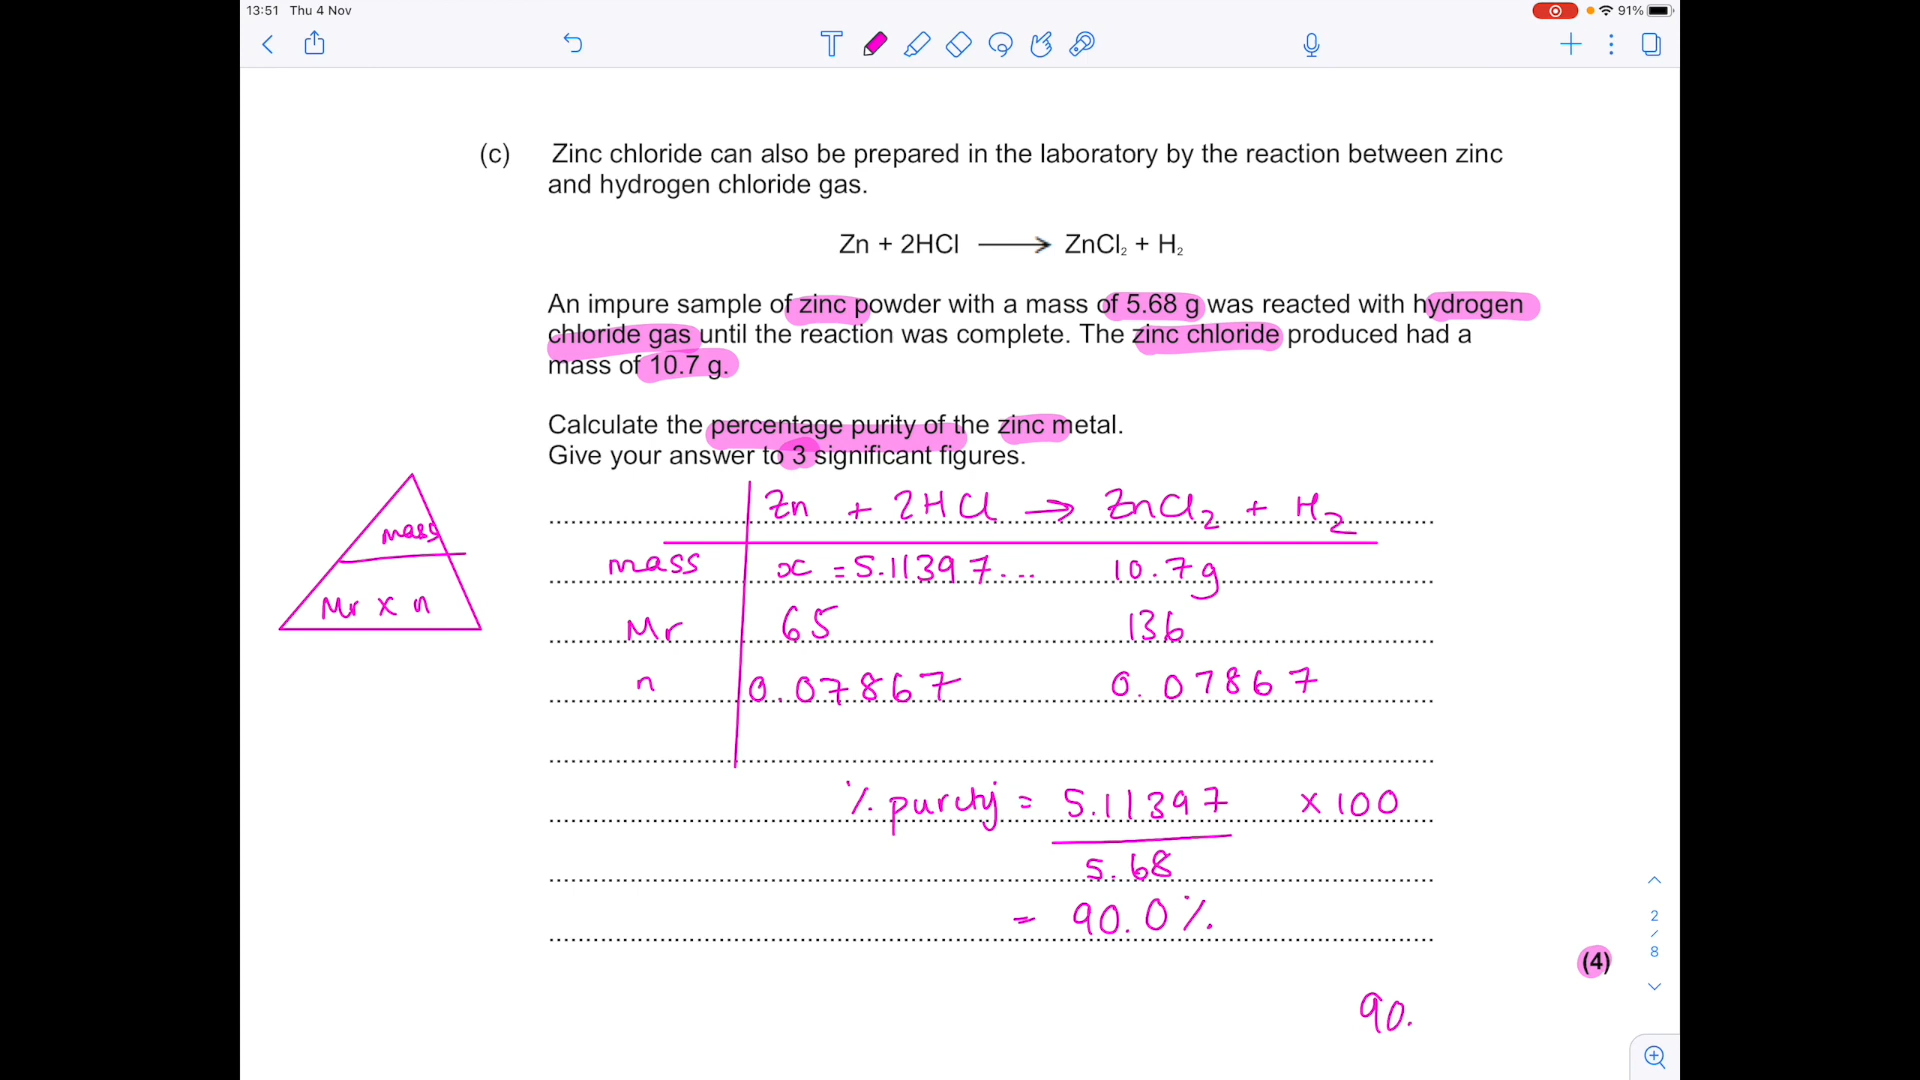 13:51 Thu 4 Nov
91%
T
(c) Zinc chloride can also be prepared in the laboratory by the reaction between zinc
and hydrogen chloride gas.
Zn + 2HCl ⟶ ZnCl₂ + H₂
An impure sample of zinc powder with a mass of 5.68 g was reacted with hydrogen
chloride gas until the reaction was complete. The zinc chloride produced had a
mass of 10.7 g.
Calculate the percentage purity of the zinc metal.
Give your answer to 3 significant figures.
Zn + 2HCl → ZnCl₂ + H₂
mass x = 5.11397... 10.7g
Mr 65 136
n 0.07867 0.07867
% purity = 5.11397 × 100
5.68
= 90.0%
(4)
90.
mass
Mr × n
2
/
8